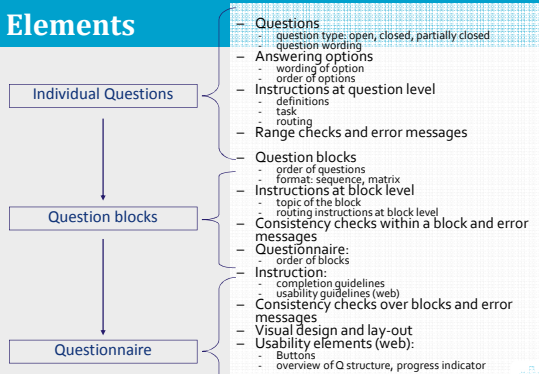 Elements
Individual Questions
Question blocks
Questionnaire
– Questions
- question type: open, closed, partially closed
- question wording
– Answering options
- wording of option
- order of options
– Instructions at question level
- definitions
- task
- routing
– Range checks and error messages
– Question blocks
- order of questions
- format: sequence, matrix
– Instructions at block level
- topic of the block
- routing instructions at block level
– Consistency checks within a block and error
messages
– Questionnaire:
- order of blocks
– Instruction:
- completion guidelines
- usability guidelines (web)
– Consistency checks over blocks and error
messages
– Visual design and lay-out
– Usability elements (web):
- Buttons
- overview of Q structure, progress indicator